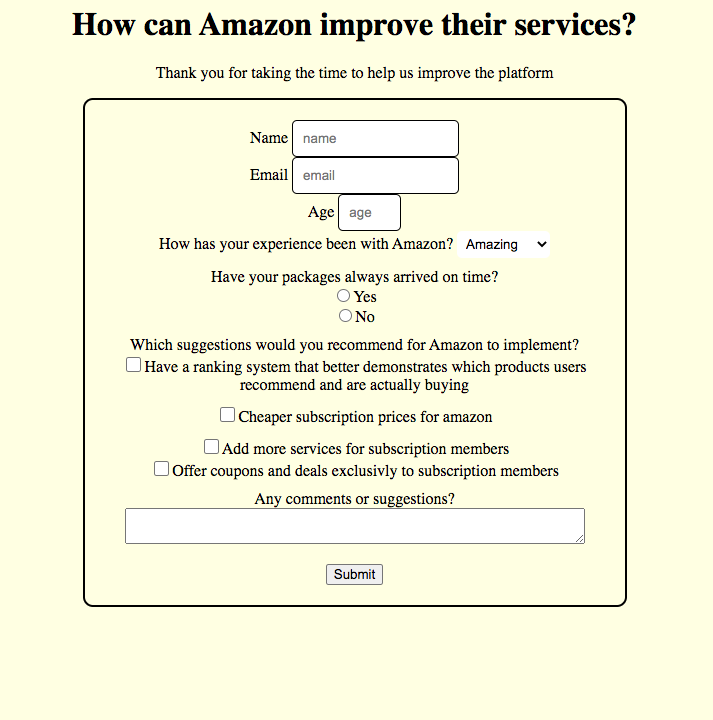 How can Amazon improve their services?
Thank you for taking the time to help us improve the platform
Name name
Email email
Age age
How has your experience been with Amazon? Amazing
Have your packages always arrived on time?
Yes
No
Which suggestions would you recommend for Amazon to implement?
Have a ranking system that better demonstrates which products users
recommend and are actually buying
Cheaper subscription prices for amazon
Add more services for subscription members
Offer coupons and deals exclusivly to subscription members
Any comments or suggestions?
Submit